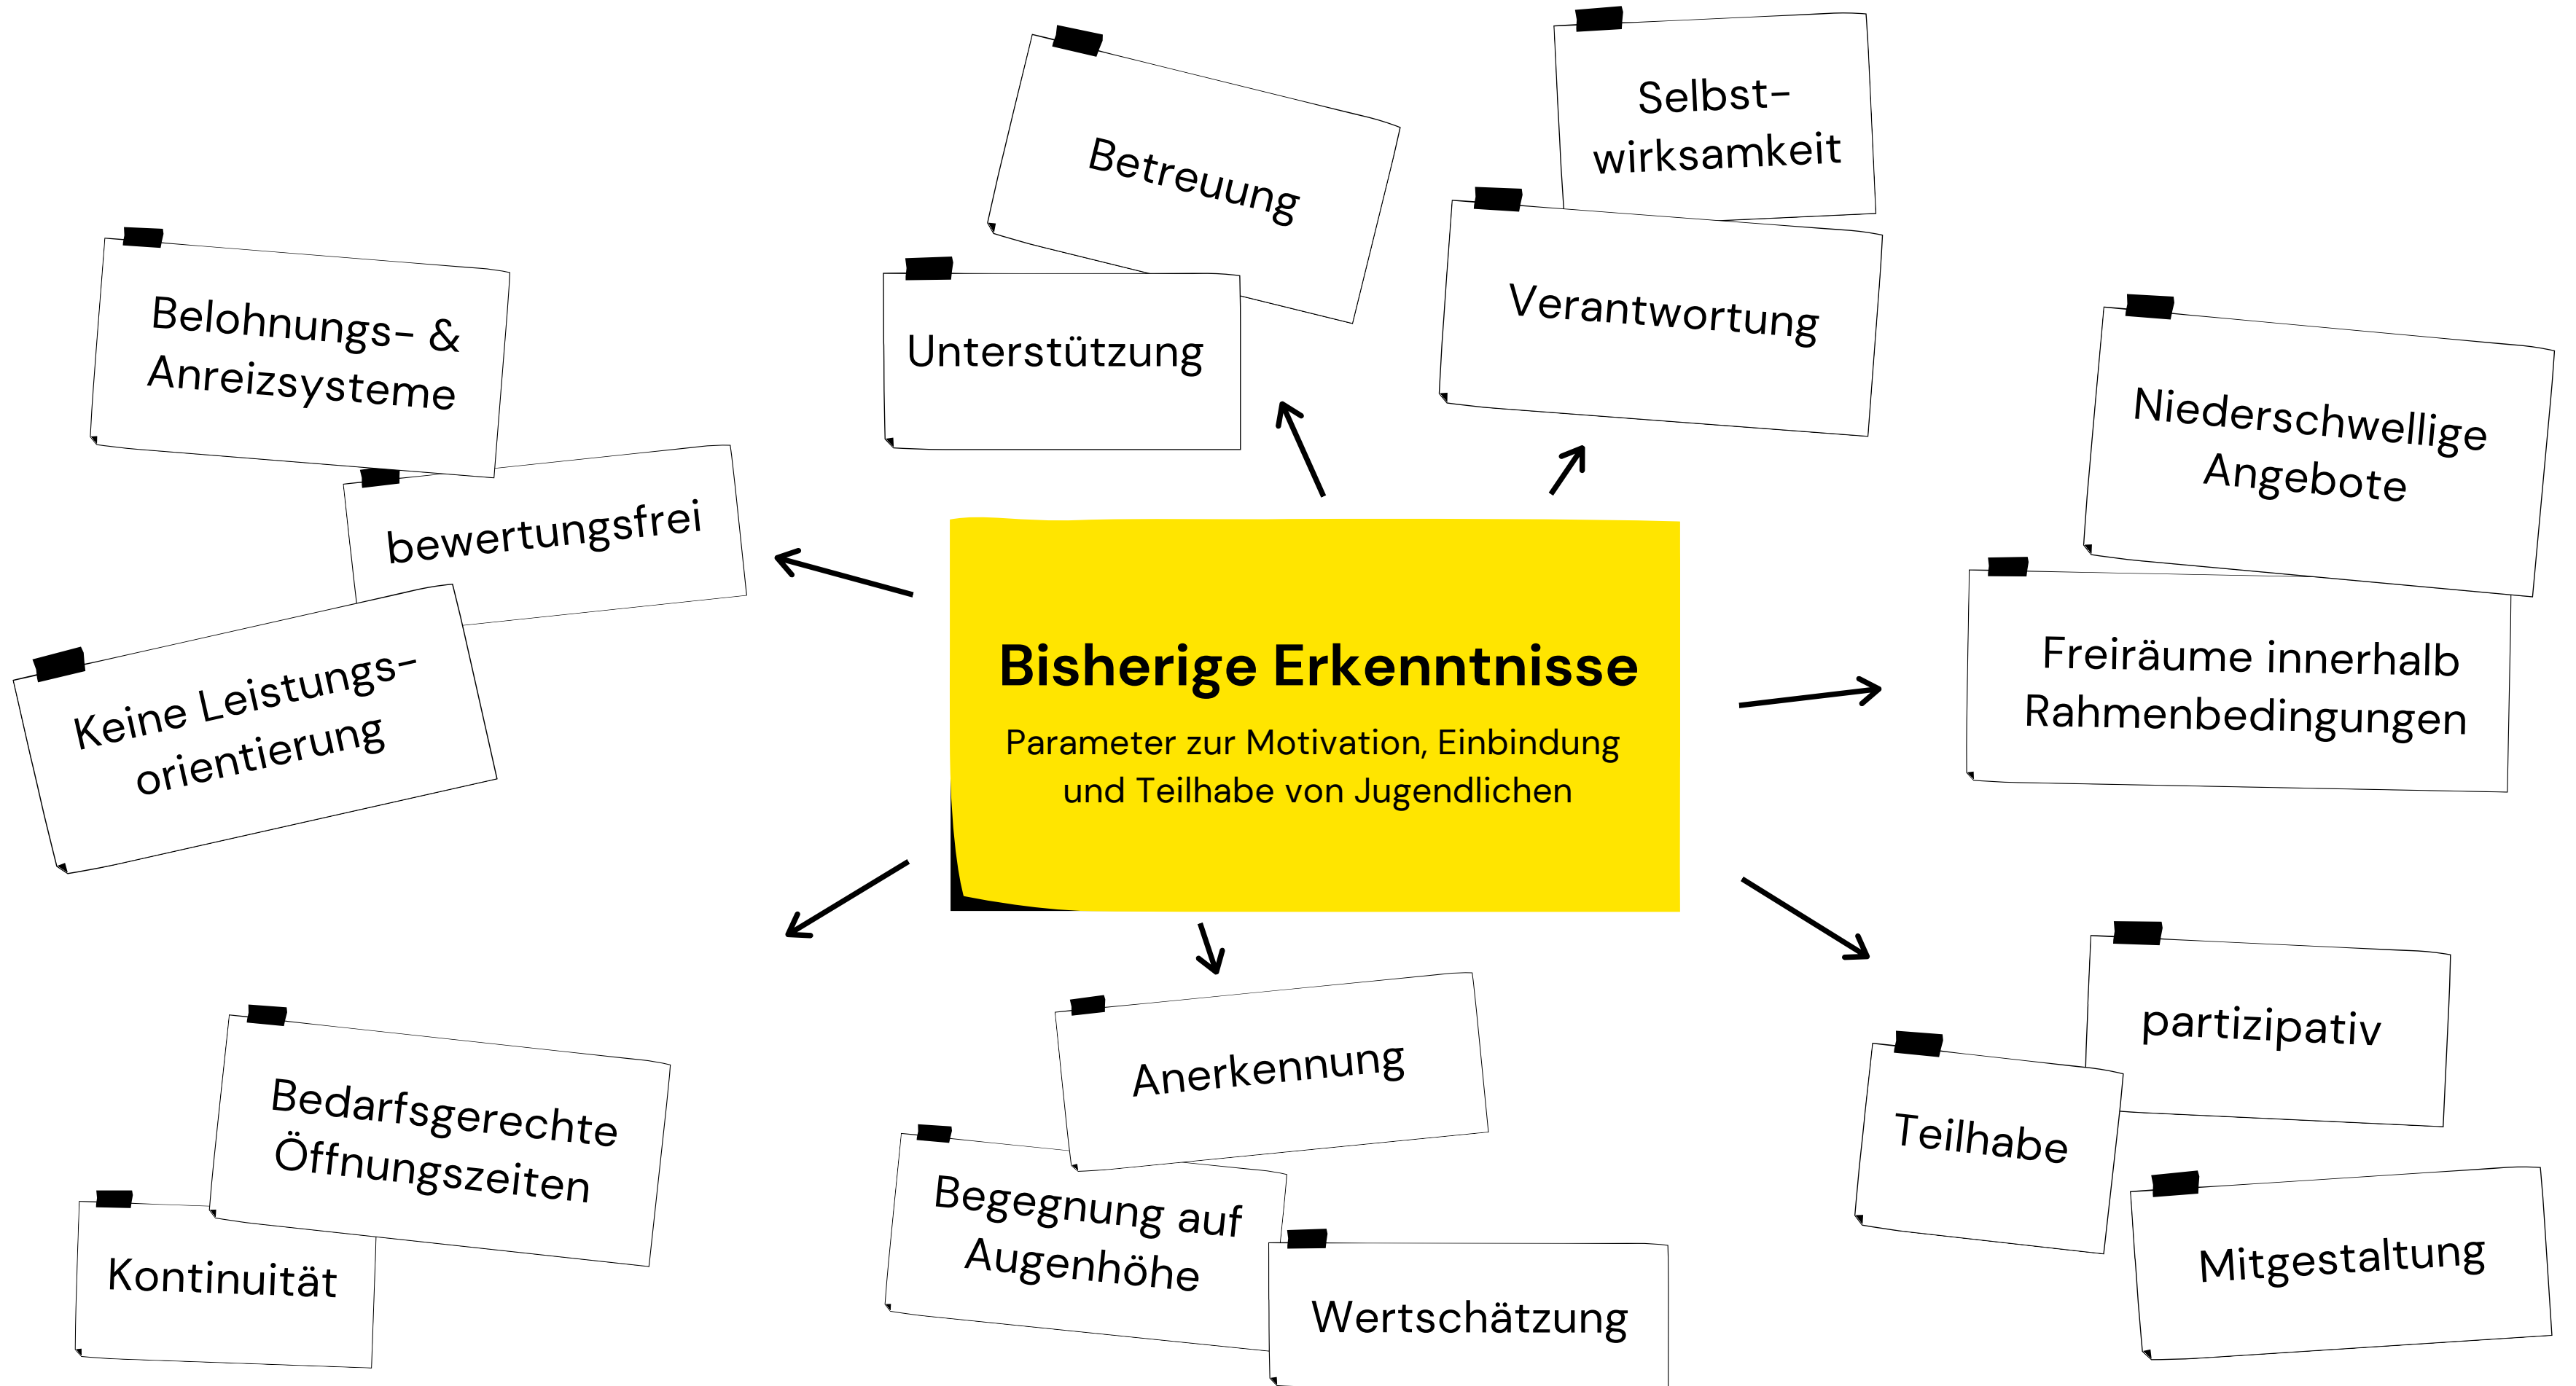 Betreuung
Unterstützung
Selbst-
wirksamkeit
Verantwortung
Belohnungs- &
Anreizsysteme
bewertungsfrei
Keine Leistungs-
orientierung
Niederschwellige
Angebote
Freiräume innerhalb
Rahmenbedingungen
Bisherige Erkenntnisse
Parameter zur Motivation, Einbindung
und Teilhabe von Jugendlichen
Bedarfsgerechte
Öffnungszeiten
Kontinuität
Anerkennung
Begegnung auf
Augenhöhe
Wertschätzung
partizipativ
Teilhabe
Mitgestaltung